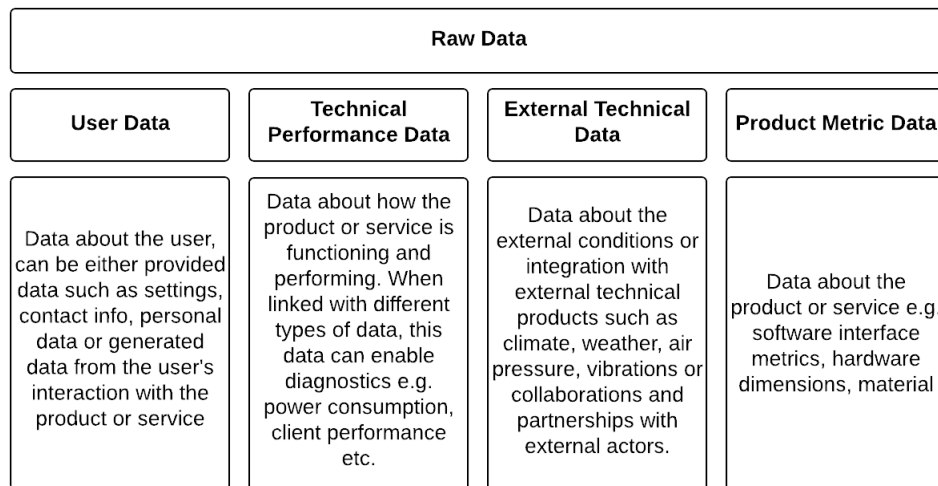 Raw Data
User Data
Technical
Performance Data
External Technical
Data
Product Metric Data
Data about the user,
can be either provided
data such as settings,
contact info, personal
data or generated
data from the user's
interaction with the
product or service
Data about how the
product or service is
functioning and
performing. When
linked with different
types of data, this
data can enable
diagnostics e.g.
power consumption,
client performance
etc.
Data about the
external conditions or
integration with
external technical
products such as
climate, weather, air
pressure, vibrations or
collaborations and
partnerships with
external actors.
Data about the
product or service e.g.
software interface
metrics, hardware
dimensions, material